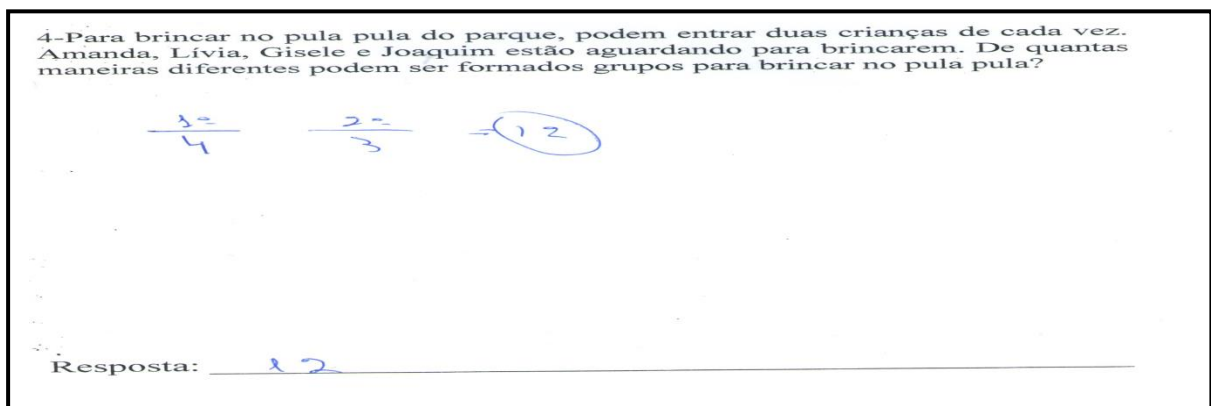 4-Para brincar no pula pula do parque, podem entrar duas crianças de cada vez.
Amanda, Lívia, Gisele e Joaquim estão aguardando para brincarem. De quantas
maneiras diferentes podem ser formados grupos para brincar no pula pula?
1º 2º = 12
4 3
Resposta: 12